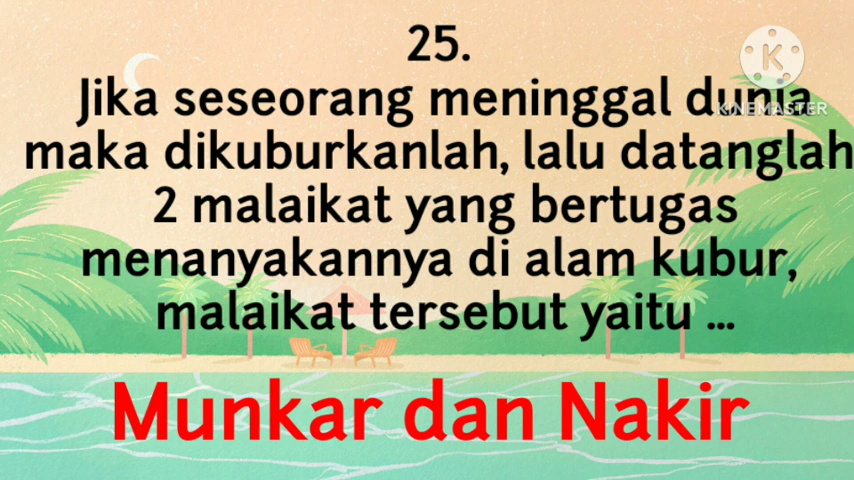 25.
Jika seseorang meninggal dunia
KINEMASTER
maka dikuburkanlah, lalu datanglah
2 malaikat yang bertugas
menanyakannya di alam kubur,
malaikat tersebut yaitu ...
Munkar dan Nakir